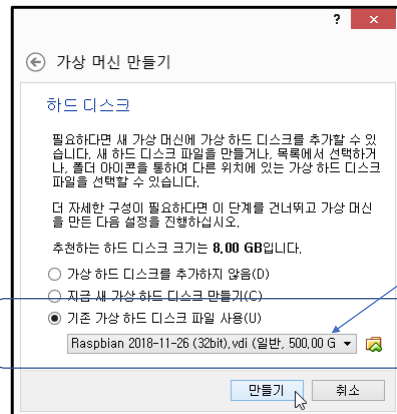 ? ×
가상 머신 만들기
하드 디스크
필요하다면 새 가상 머신에 가상 하드 디스크를 추가할 수 있
습니다. 새 하드 디스크 파일을 만들거나, 목록에서 선택하거
나, 폴더 아이콘을 통하여 다른 위치에 있는 가상 하드 디스크
파일을 선택할 수 있습니다.
더 자세한 구성이 필요하다면 이 단계를 건너뛰고 가상 머신
을 만든 다음 설정을 진행하십시오.
추천하는 하드 디스크 크기는 8.00 GB입니다.
가상 하드 디스크를 추가하지 않음(D)
지금 새 가상 하드 디스크 만들기(C)
기존 가상 하드 디스크 파일 사용(U)
Raspbian 2018-11-26 (32bit).vdi (일반, 500.00 G
만들기 취소